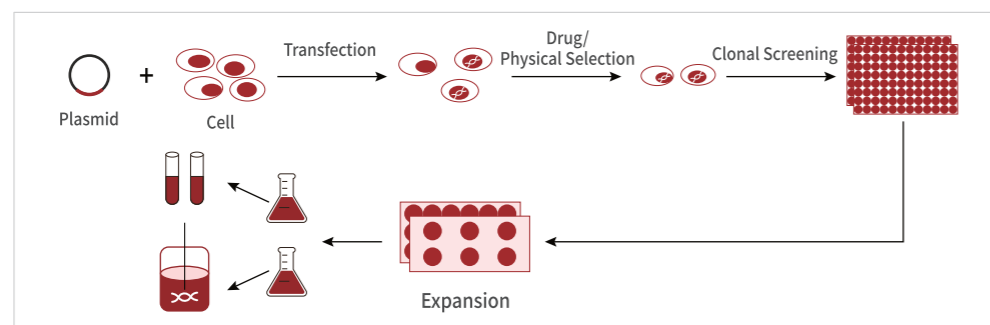 Plasmid
+
Cell
Transfection
Drug/
Physical Selection
Clonal Screening
Expansion